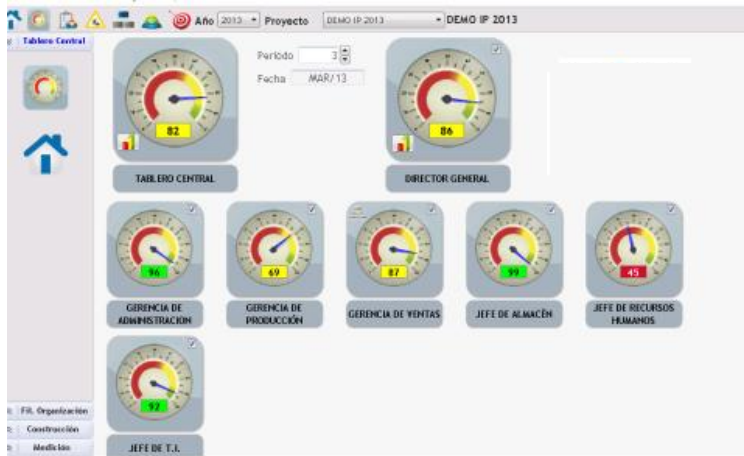 Año 2013 Proyecto DEMO IP 2013 DEMO IP 2013
Tablero Central
Periodo 3
Fecha MAR/13
82
86
TABLERO CENTRAL
DIRECTOR GENERAL
96
69
87
99
45
GERENCIA DE
ADMINISTRACION
GERENCIA DE
PRODUCCIÓN
GERENCIA DE VENTAS
JEFE DE ALMACÉN
JEFE DE RECURSOS
HUMANOS
92
JEFE DE T.I.
Fil. Organización
Construcción
Medición